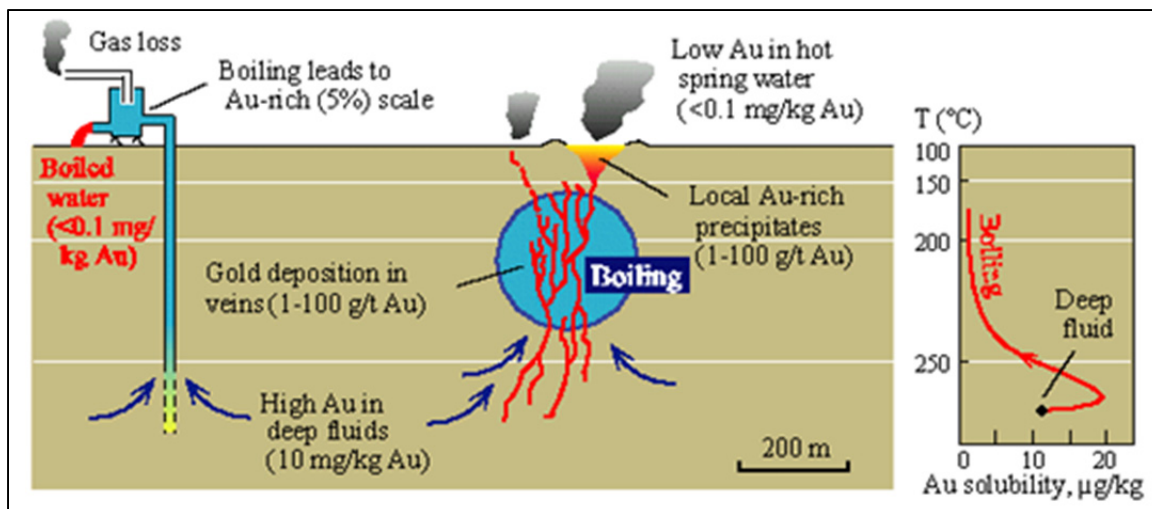 Gas loss
Boiling leads to
Au-rich (5%) scale
Low Au in hot
spring water
(<0.1 mg/kg Au)
Boiled
water
(<0.1 mg/
kg Au)
Gold deposition in
veins (1-100 g/t Au)
Boiling
Local Au-rich
precipitates
(1-100 g/t Au)
High Au in
deep fluids
(10 mg/kg Au)
200 m
T (°C)
100
150
200
250
Boiling
Deep
fluid
0 10 20
Au solubility, µg/kg